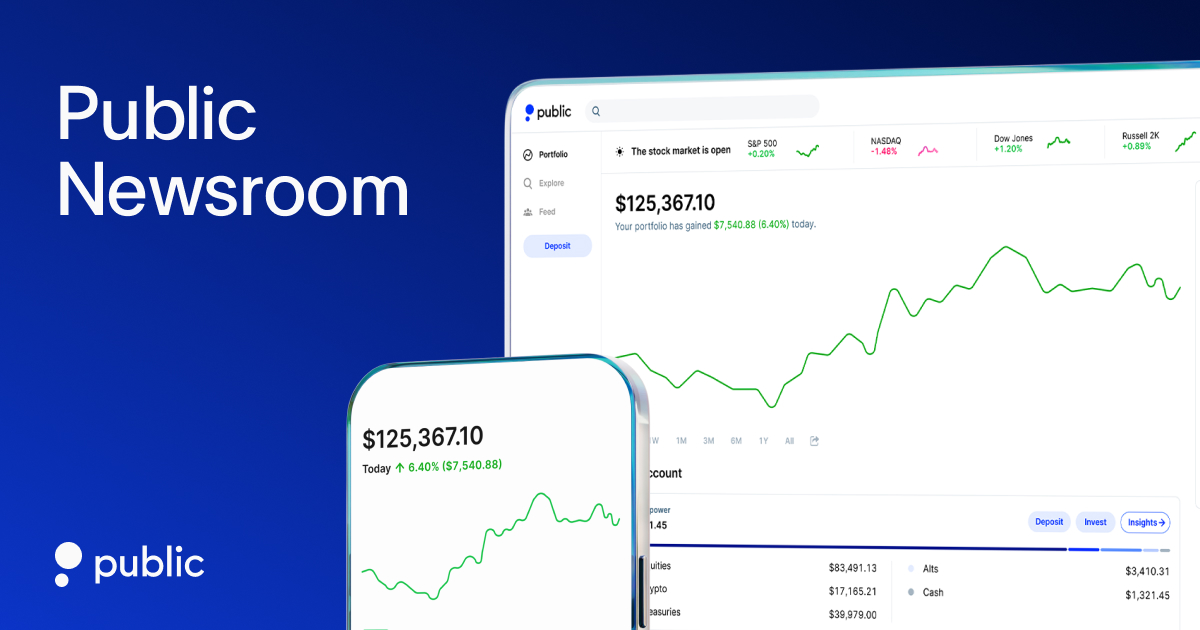 Public
Newsroom
public
public
Portfolio
Explore
Feed
Deposit
The stock market is open
S&P 500
+0.20%
NASDAQ
-1.48%
Dow Jones
+1.20%
Russell 2K
+0.89%
$125,367.10
Your portfolio has gained $7,540.88 (6.40%) today.
W 1M 3M 6M 1Y All
ccount
power
1.45
Deposit Invest Insights→
uities $83,491.13
ypto $17,165.21
easuries $39,979.00
Alts $3,410.31
Cash $1,321.45
$125,367.10
Today ↑ 6.40% ($7,540.88)